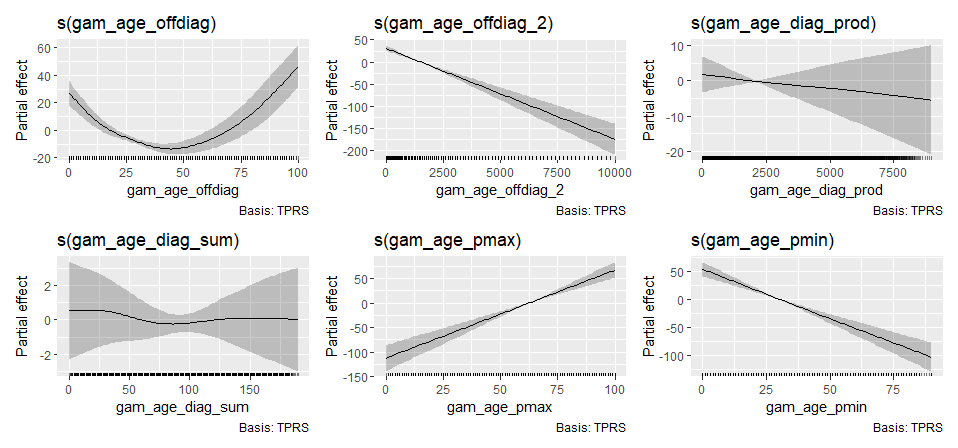 s(gam_age_offdiag)
Partial effect
60
40
20
0
-20
0
25
50
75
100
gam_age_offdiag
Basis: TPRS
s(gam_age_offdiag_2)
Partial effect
50
0
-50
-100
-150
-200
0
2500
5000
7500
10000
gam_age_offdiag_2
Basis: TPRS
s(gam_age_diag_prod)
Partial effect
10
0
-10
-20
0
2500
5000
7500
gam_age_diag_prod
Basis: TPRS
s(gam_age_diag_sum)
Partial effect
2
0
-2
0
50
100
150
gam_age_diag_sum
Basis: TPRS
s(gam_age_pmax)
Partial effect
50
0
-50
-100
-150
0
25
50
75
100
gam_age_pmax
Basis: TPRS
s(gam_age_pmin)
Partial effect
50
0
-50
-100
0
25
50
75
gam_age_pmin
Basis: TPRS